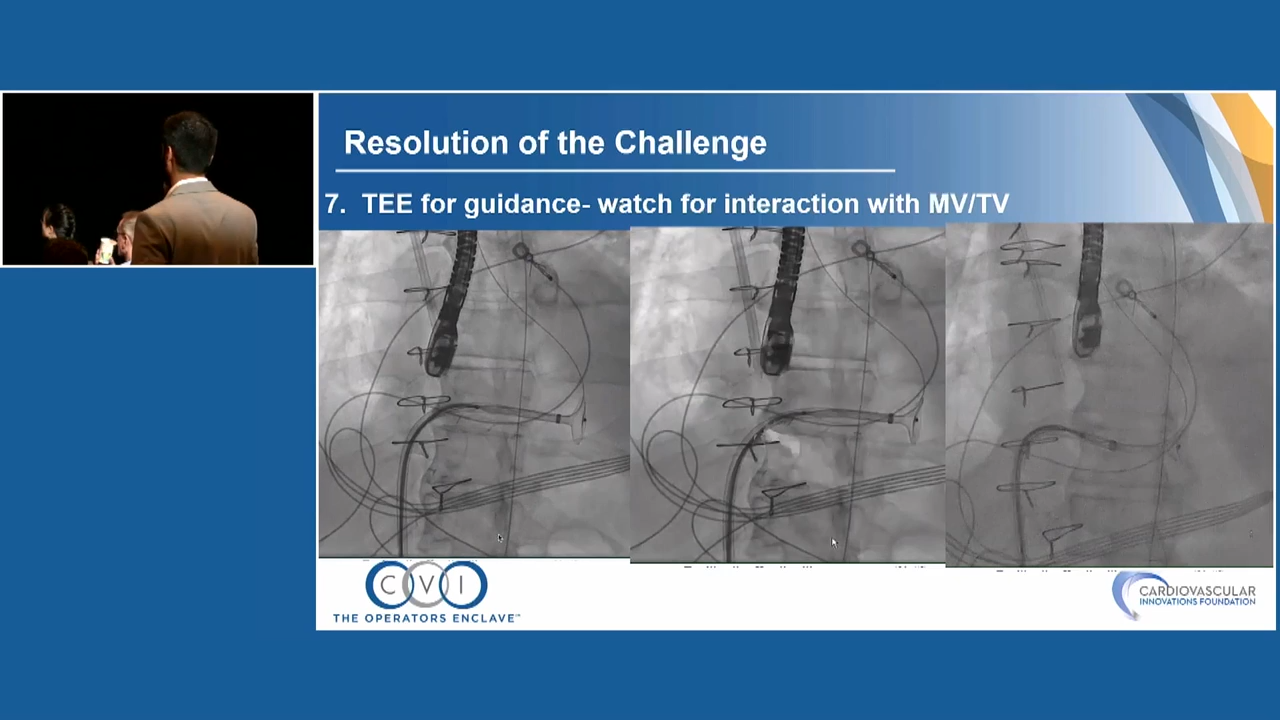 Resolution of the Challenge
7. TEE for guidance- watch for interaction with MV/TV
CVI
THE OPERATORS ENCLAVE™
CARDIOVASCULAR
INNOVATIONS FOUNDATION